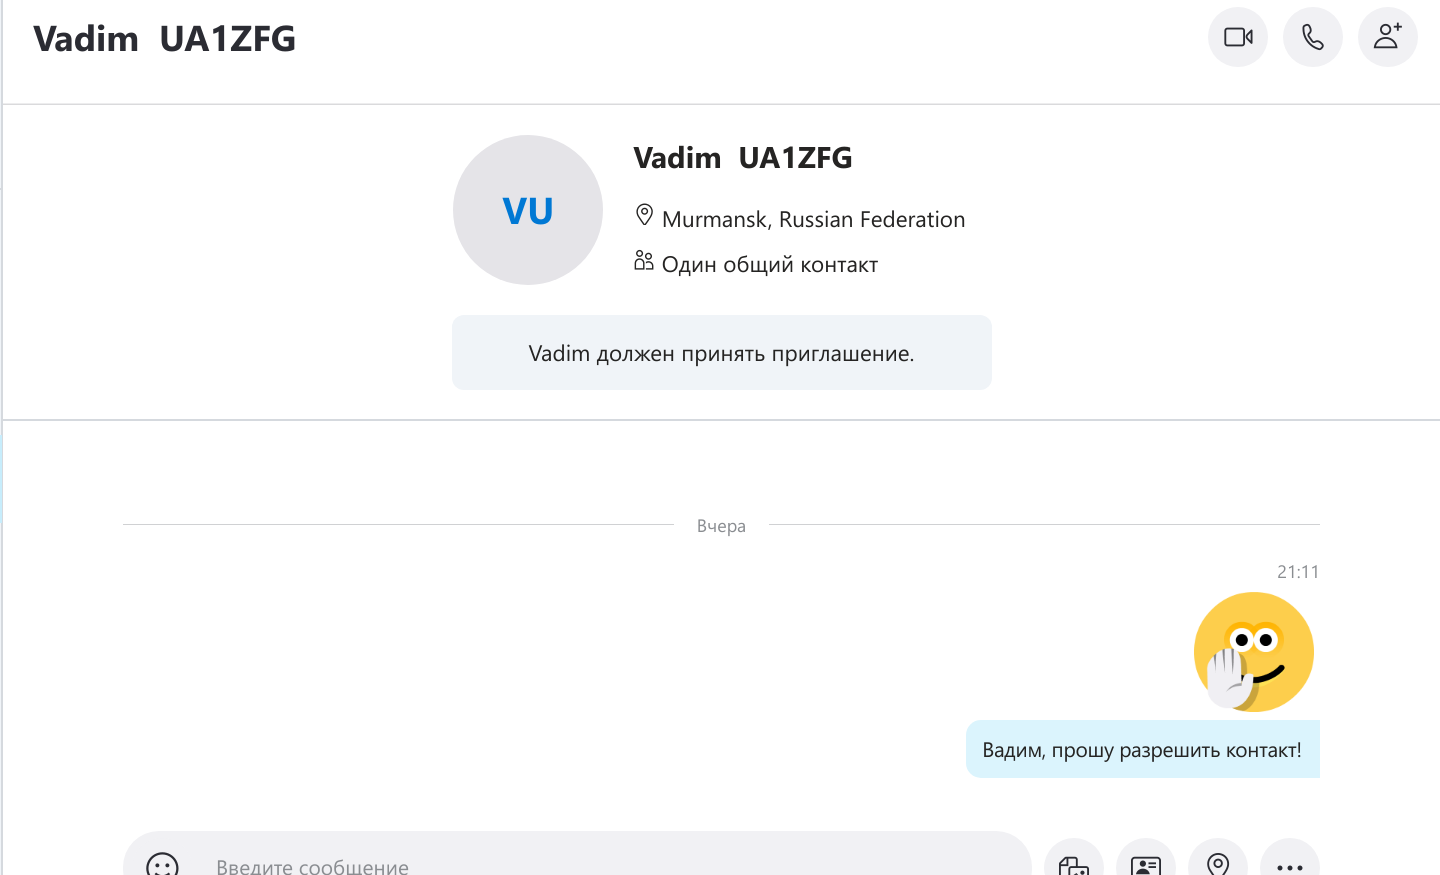 Vadim UA1ZFG
VU
Vadim UA1ZFG
Murmansk, Russian Federation
Один общий контакт
Vadim должен принять приглашение.
Вчера
21:11
Вадим, прошу разрешить контакт!
Введите сообщение